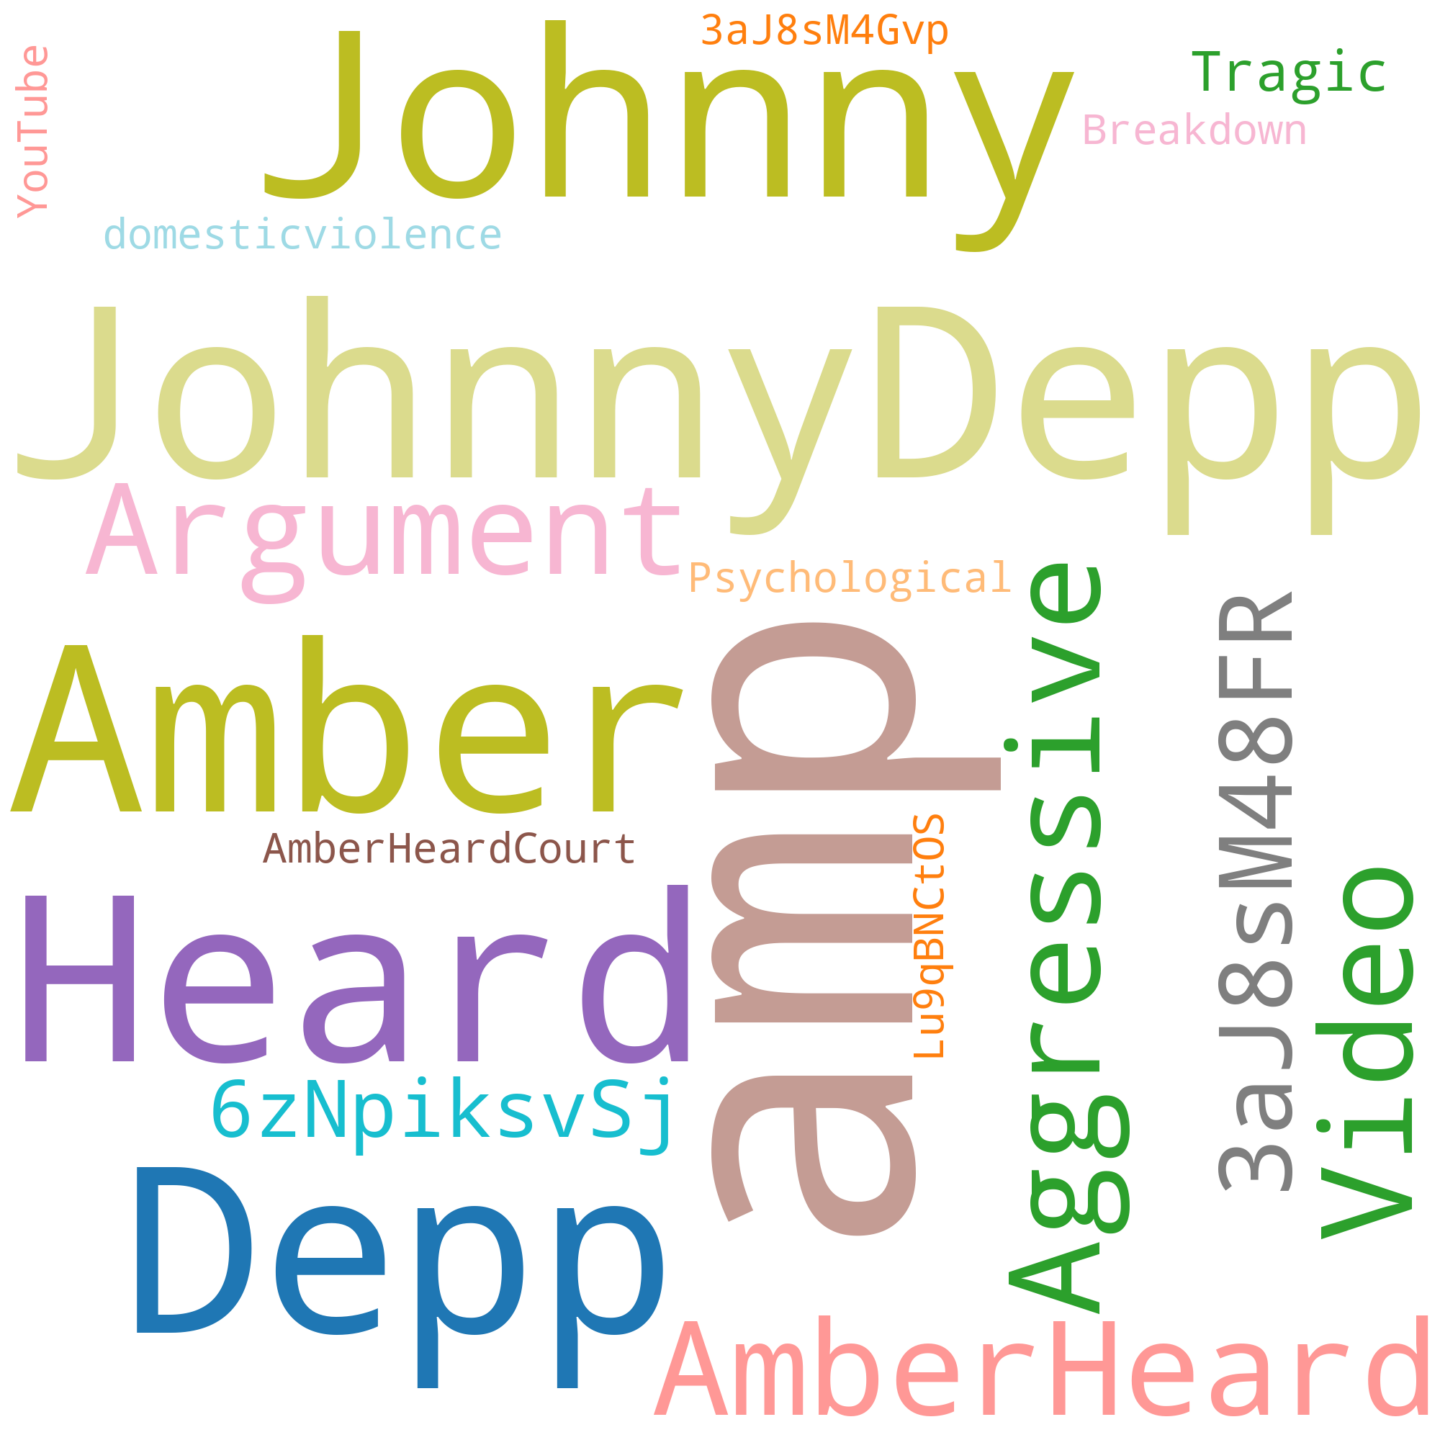 3aJ8sM4Gvp
Johnny
YouTube
Tragic
Breakdown
domesticviolence
JohnnyDepp
Argument
Psychological
Amber
amp
Aggressive
3aJ8sM48FR
AmberHeardCourt
Lu9qBNCtOS
Video
Heard
6zNpiksvSj
Depp
AmberHeard